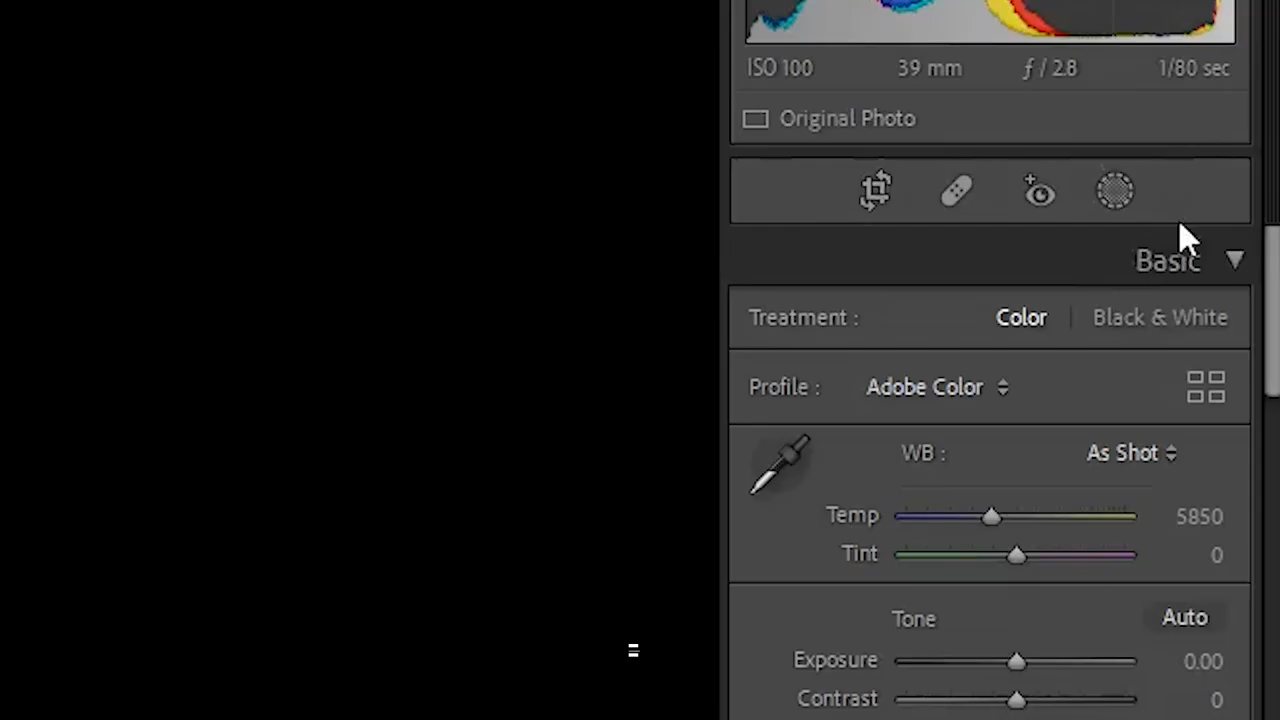 ISO 100 39 mm ƒ / 2.8 1/80 sec
Original Photo
Basic
Treatment : Color | Black & White
Profile : Adobe Color
WB : As Shot
Temp 5850
Tint 0
Tone Auto
Exposure 0.00
Contrast 0